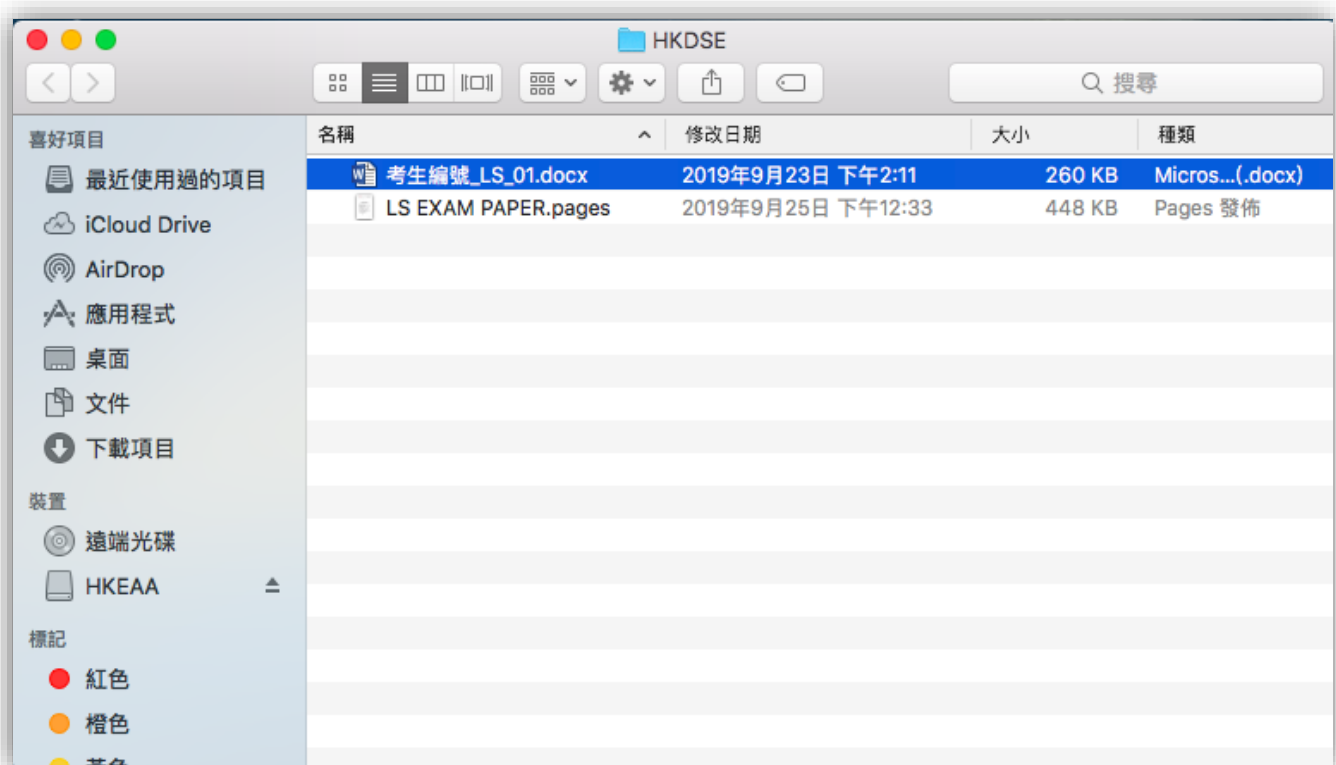 HKDSE
搜尋
喜好項目
最近使用過的項目
iCloud Drive
AirDrop
應用程式
桌面
文件
下載項目
裝置
遠端光碟
HKEAA
標記
紅色
橙色
黃色
名稱 修改日期 大小 種類
考生編號_LS_01.docx 2019年9月23日 下午2:11 260 KB Micros...(.docx)
LS EXAM PAPER.pages 2019年9月25日 下午12:33 448 KB Pages 發佈